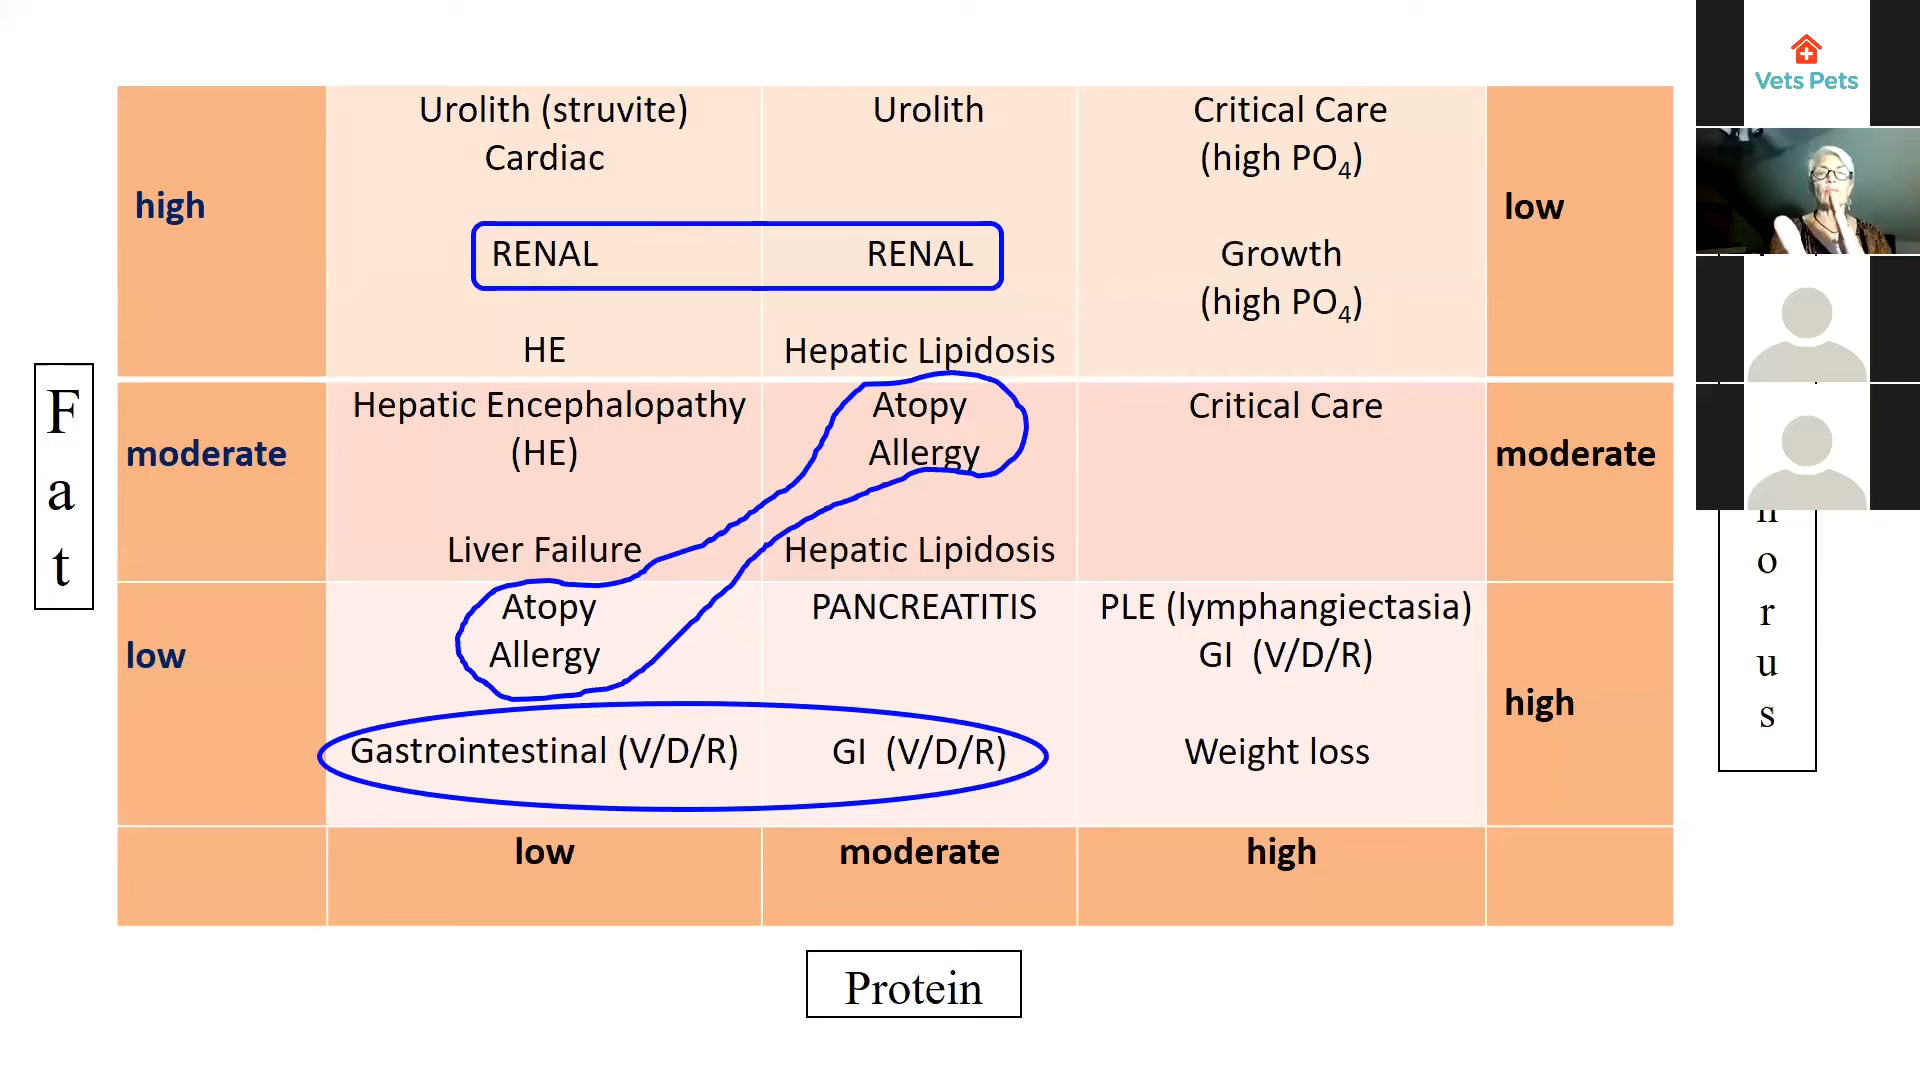 Vets Pets
Urolith (struvite) Urolith Critical Care
Cardiac (high PO4)
high low
RENAL RENAL Growth
(high PO4)
HE Hepatic Lipidosis
F
a
t
Hepatic Encephalopathy Atopy Critical Care
(HE) Allergy
moderate moderate
Liver Failure Hepatic Lipidosis
Atopy PANCREATITIS PLE (lymphangiectasia)
low Allergy GI (V/D/R)
high
Gastrointestinal (V/D/R) GI (V/D/R) Weight loss
low moderate high
o
r
u
s
Protein